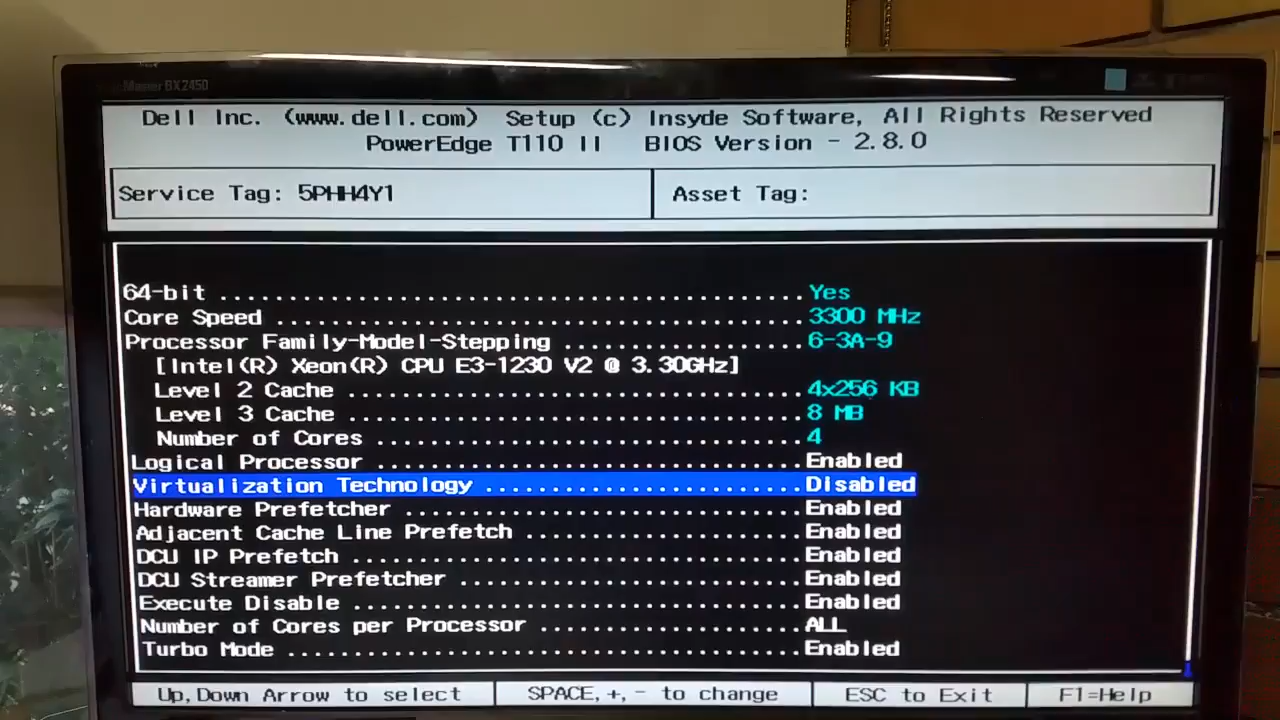 Master GX2450
Dell Inc. (www.dell.com) Setup (c) Insyde Software, All Rights Reserved
PowerEdge T110 II BIOS Version - 2.8.0
Service Tag: 5PHH4Y1 Asset Tag:
64-bit ........................................... Yes
Core Speed ....................................... 3300 MHz
Processor Family-Model-Stepping .................. 6-3A-9
[Intel(R) Xeon(R) CPU E3-1230 V2 @ 3.30GHz]
Level 2 Cache .................................. 4x256 KB
Level 3 Cache .................................. 8 MB
Number of Cores ................................ 4
Logical Processor ................................ Enabled
Virtualization Technology ........................ Disabled
Hardware Prefetcher .............................. Enabled
Adjacent Cache Line Prefetch ..................... Enabled
DCU IP Prefetch .................................. Enabled
DCU Streamer Prefetcher .......................... Enabled
Execute Disable .................................. Enabled
Number of Cores per Processor .................... ALL
Turbo Mode ....................................... Enabled
Up,Down Arrow to select SPACE,+,- to change ESC to Exit F1=Help